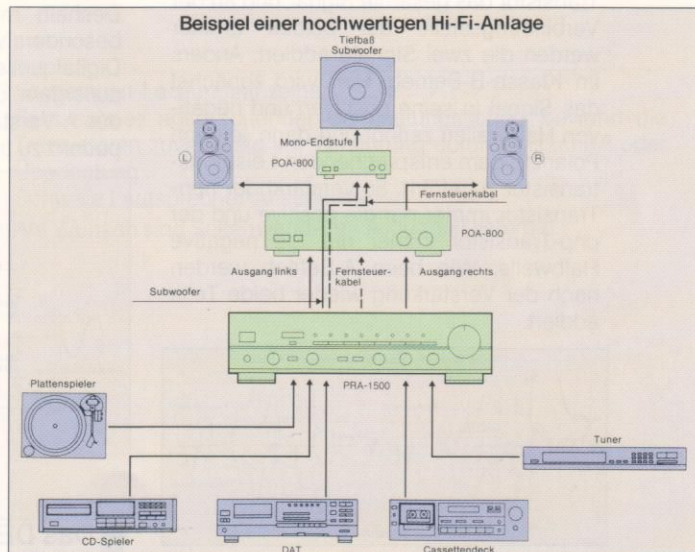 Beispiel einer hochwertigen Hi-Fi-Anlage
Tiefbaß
Subwoofer
Mono-Endstufe
POA-800
L
R
Fernsteuerkabel
POA-800
Ausgang links
Fernsteuer-
kabel
Ausgang rechts
Subwoofer
PRA-1500
Plattenspieler
Tuner
CD-Spieler
DAT
Cassettendeck